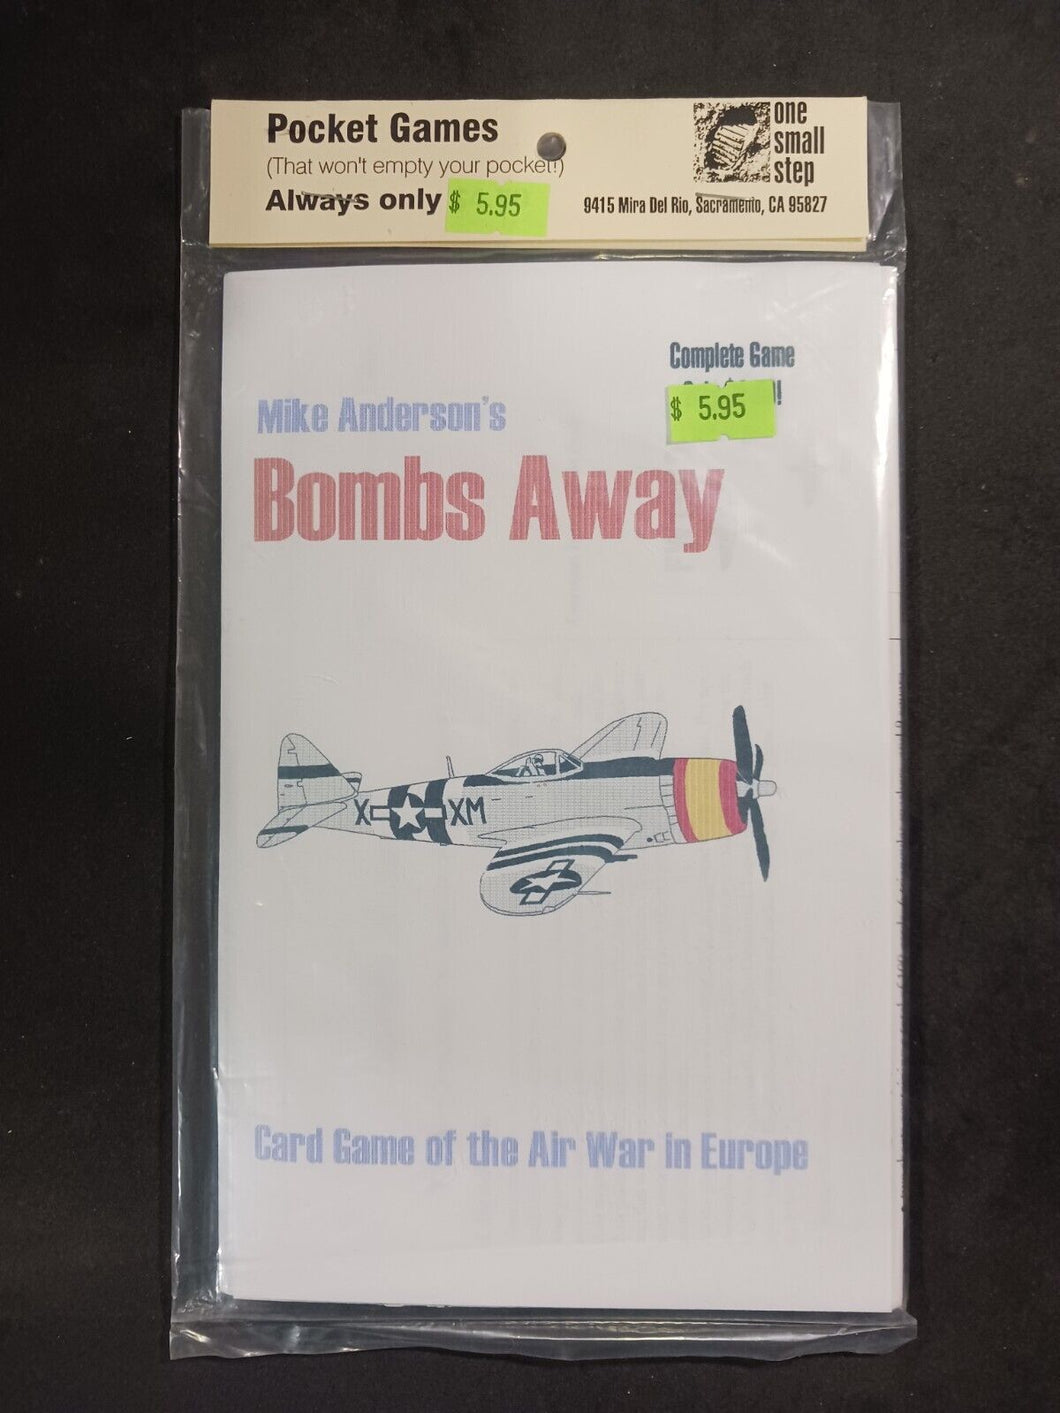 Pocket Games
(That won't empty your pocket!)
Always only $ 5.95
one
small
step
9415 Mira Del Rio, Sacramento, CA 95827
Complete Game
$ 5.95
Mike Anderson's
Bombs Away
X XM
Card Game of the Air War in Europe